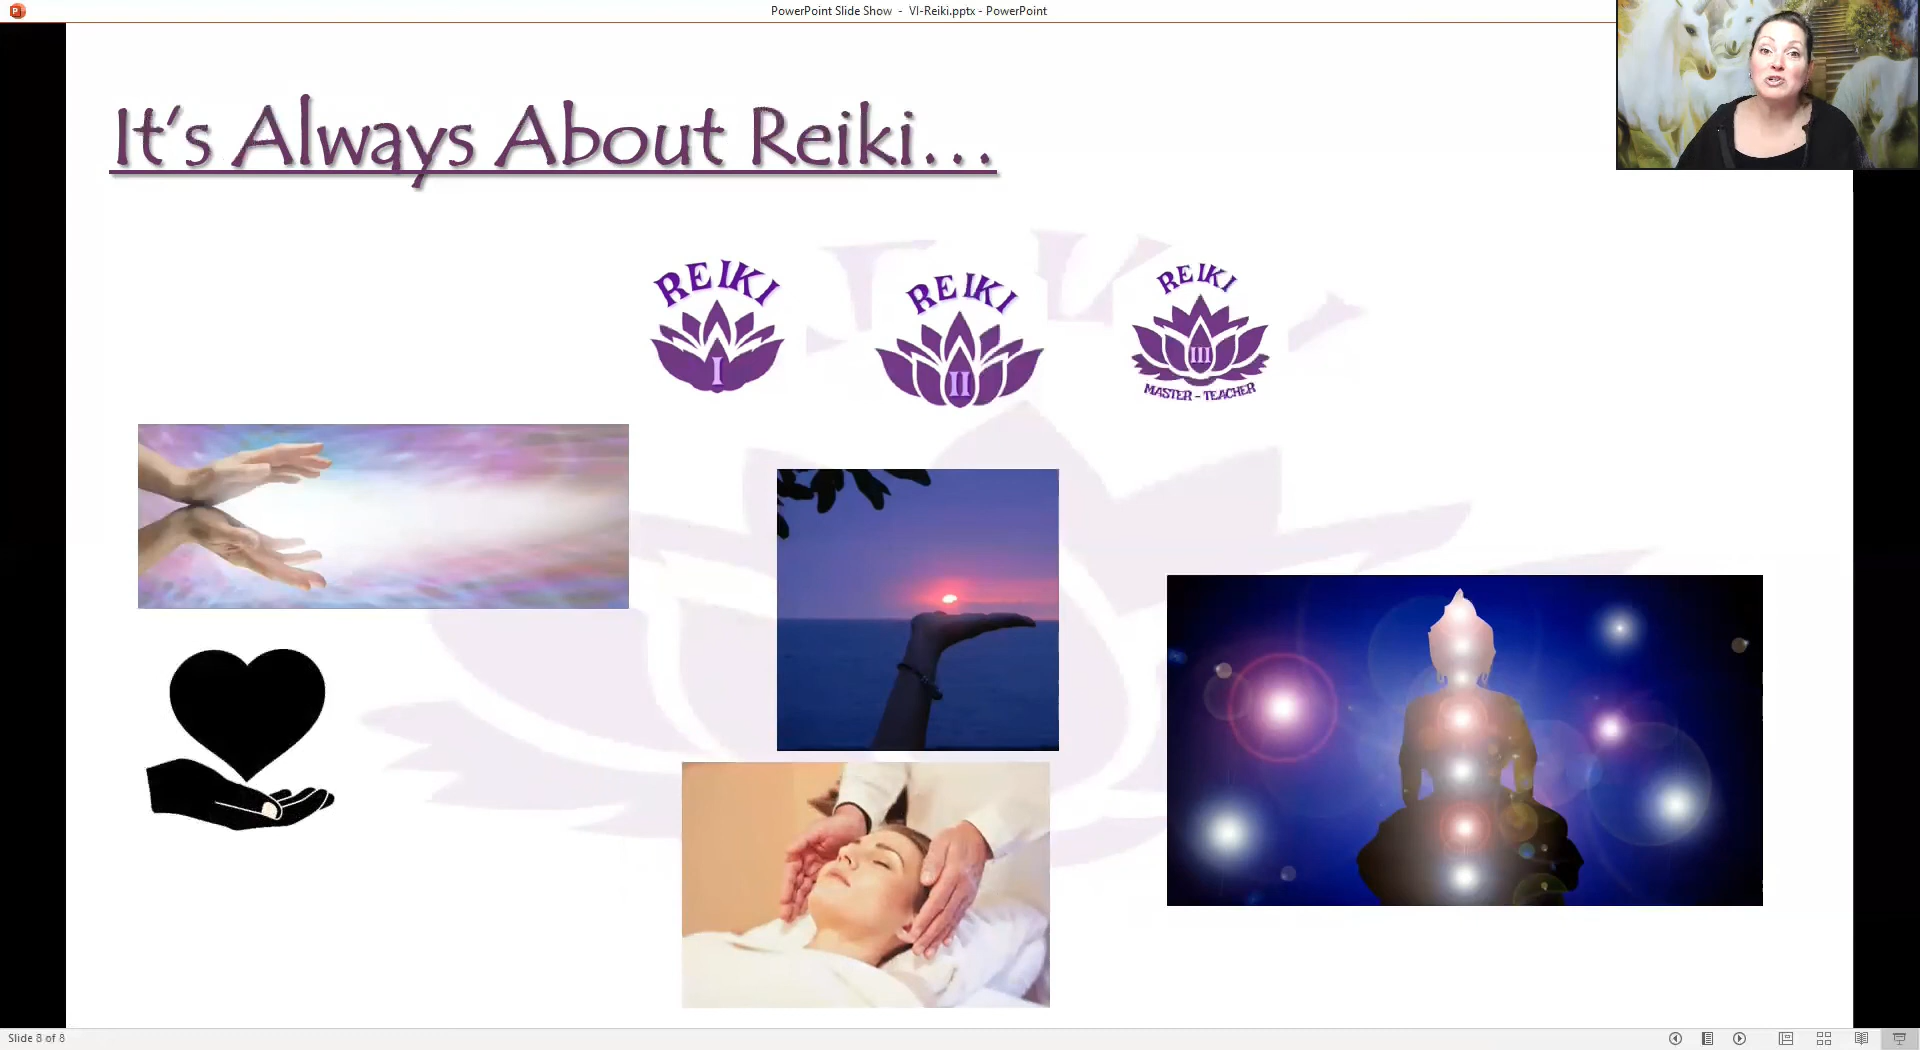 PowerPoint Slide Show - VI-Reiki.pptx - PowerPoint
It's Always About Reiki...
REIKI
I
REIKI
II
REIKI
III
MASTER - TEACHER
Slide 8 of 8